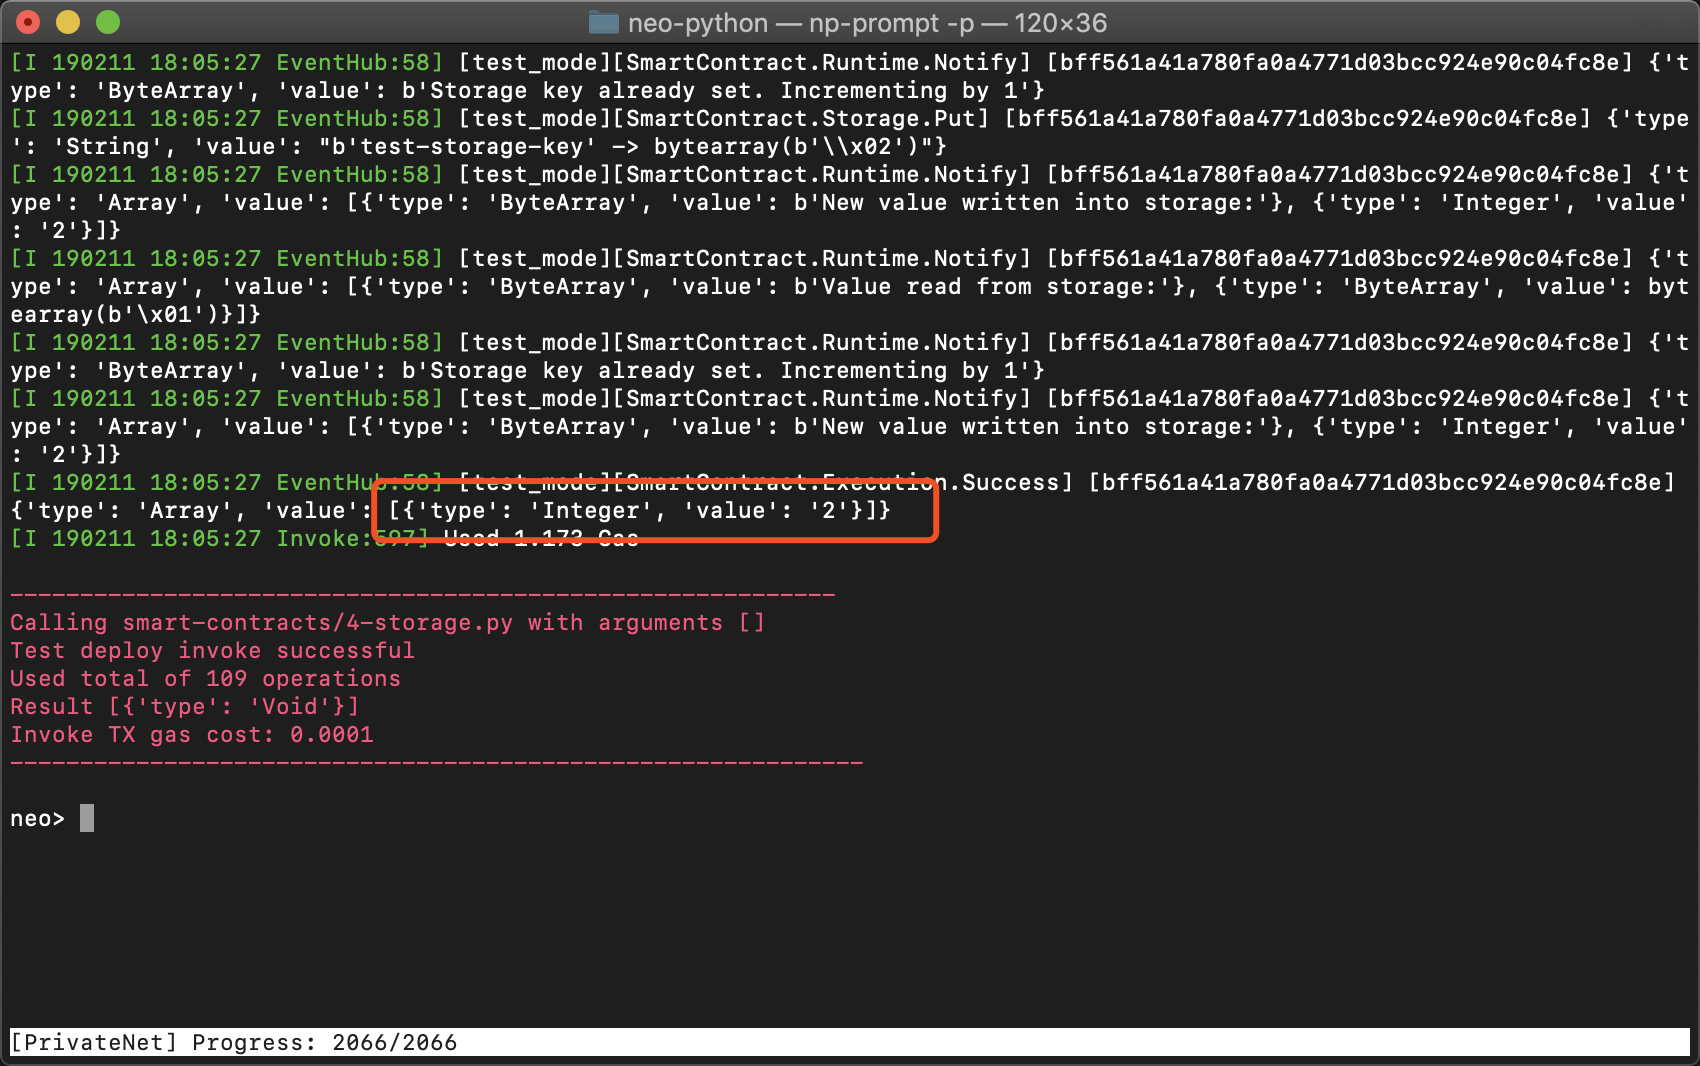 neo-python — np-prompt -p — 120×36
[I 190211 18:05:27 EventHub:58] [test_mode][SmartContract.Runtime.Notify] [bff561a41a780fa0a4771d03bcc924e90c04fc8e] {'t
ype': 'ByteArray', 'value': b'Storage key already set. Incrementing by 1'}
[I 190211 18:05:27 EventHub:58] [test_mode][SmartContract.Storage.Put] [bff561a41a780fa0a4771d03bcc924e90c04fc8e] {'type
': 'String', 'value': "b'test-storage-key' -> bytearray(b'\\x02')"}
[I 190211 18:05:27 EventHub:58] [test_mode][SmartContract.Runtime.Notify] [bff561a41a780fa0a4771d03bcc924e90c04fc8e] {'t
ype': 'Array', 'value': [{'type': 'ByteArray', 'value': b'New value written into storage:'}, {'type': 'Integer', 'value'
: '2'}]}
[I 190211 18:05:27 EventHub:58] [test_mode][SmartContract.Runtime.Notify] [bff561a41a780fa0a4771d03bcc924e90c04fc8e] {'t
ype': 'Array', 'value': [{'type': 'ByteArray', 'value': b'Value read from storage:'}, {'type': 'ByteArray', 'value': byt
earray(b'\x01')}]}
[I 190211 18:05:27 EventHub:58] [test_mode][SmartContract.Runtime.Notify] [bff561a41a780fa0a4771d03bcc924e90c04fc8e] {'t
ype': 'ByteArray', 'value': b'Storage key already set. Incrementing by 1'}
[I 190211 18:05:27 EventHub:58] [test_mode][SmartContract.Runtime.Notify] [bff561a41a780fa0a4771d03bcc924e90c04fc8e] {'t
ype': 'Array', 'value': [{'type': 'ByteArray', 'value': b'New value written into storage:'}, {'type': 'Integer', 'value'
: '2'}]}
[I 190211 18:05:27 EventHub:58] [test_mode][SmartContract.Execution.Success] [bff561a41a780fa0a4771d03bcc924e90c04fc8e]
{'type': 'Array', 'value': [{'type': 'Integer', 'value': '2'}]}
[I 190211 18:05:27 Invoke:597] Used 1.173 Gas
-----------------------------------------------------------
Calling smart-contracts/4-storage.py with arguments []
Test deploy invoke successful
Used total of 109 operations
Result [{'type': 'Void'}]
Invoke TX gas cost: 0.0001
-------------------------------------------------------------
neo>
[PrivateNet] Progress: 2066/2066